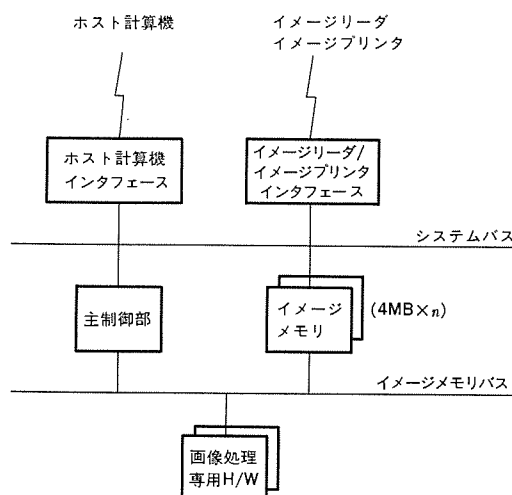 ホスト計算機
イメージリーダ
イメージプリンタ
ホスト計算機
インタフェース
イメージリーダ/
イメージプリンタ
インタフェース
システムバス
主制御部
イメージ
メモリ
(4MB×n)
イメージメモリバス
画像処理
専用H/W